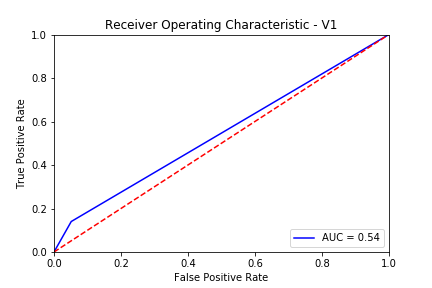 Receiver Operating Characteristic - V1
1.0
0.8
0.6
0.4
0.2
0.0
True Positive Rate
AUC = 0.54
0.0 0.2 0.4 0.6 0.8 1.0
False Positive Rate